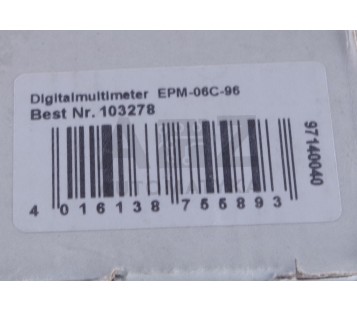 Digitalmultimeter EPM-06C-96
Best Nr. 103278
97140040
4 016138 755893